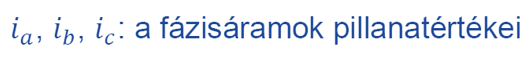 i_a, i_b, i_c: a fázisáramok pillanatértékei